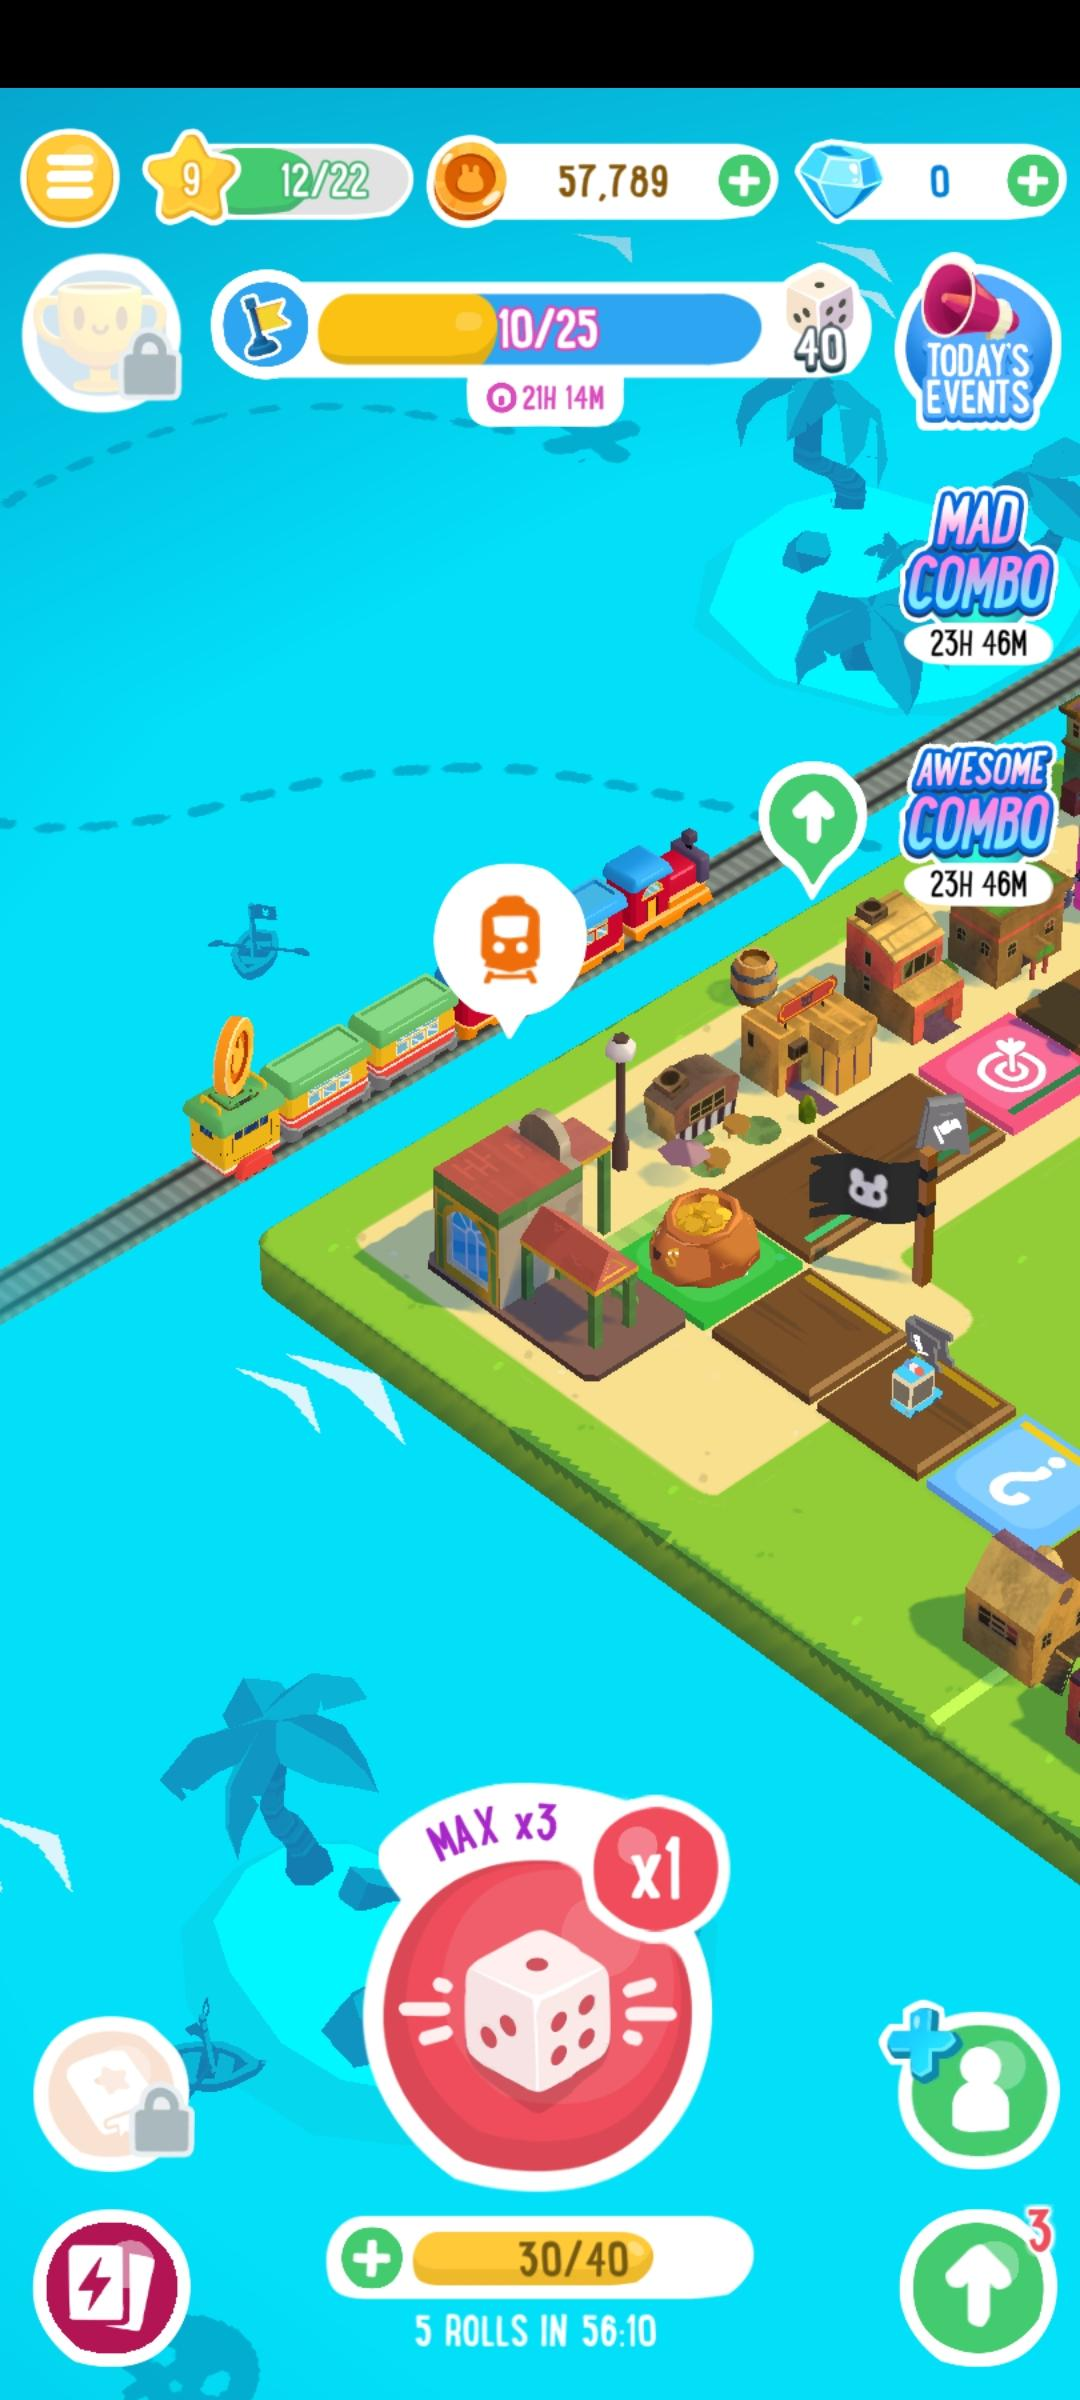 9
12/22
57,789
0
10/25
40
21H 14M
TODAY'S
EVENTS
MAD
COMBO
23H 46M
AWESOME
COMBO
23H 46M
MAX x3
x1
30/40
5 ROLLS IN 56:10
3